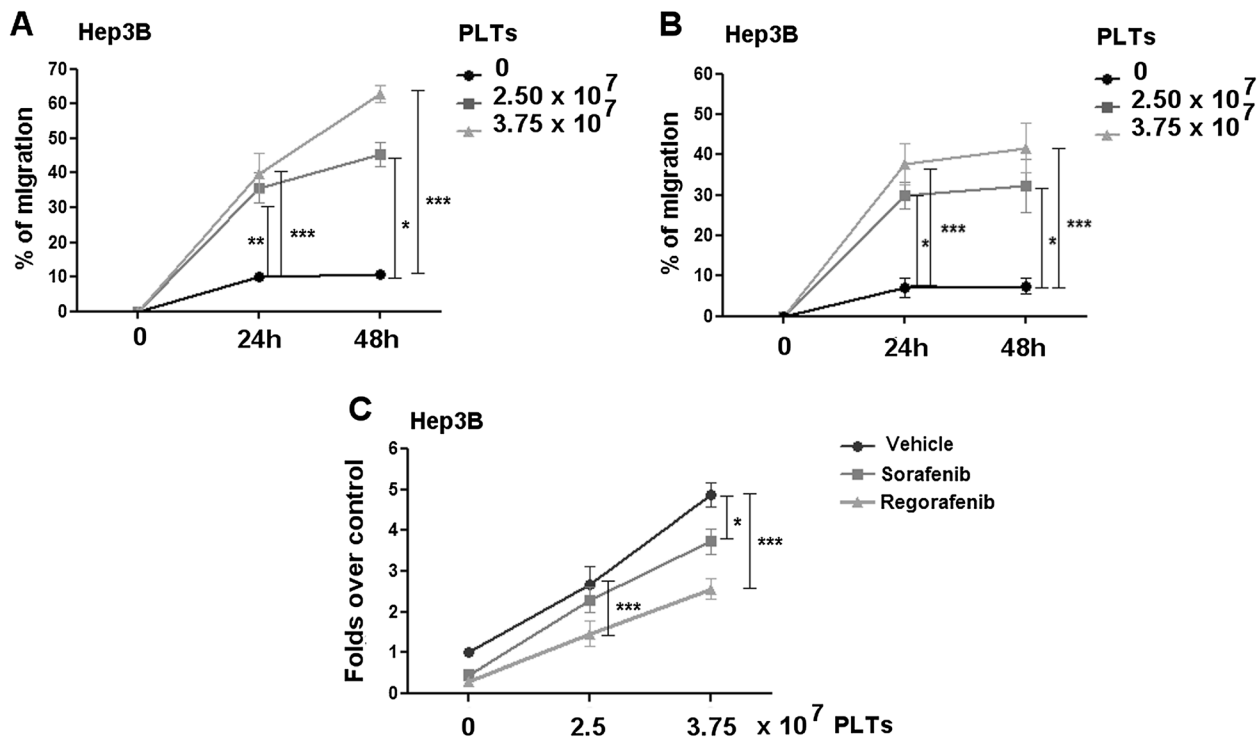 A
Hep3B
PLTs
0
2.50 x 10^7
3.75 x 10^7
% of migration
70
60
50
40
30
20
10
0
**
***
*
***
0
24h
48h
B
Hep3B
PLTs
0
2.50 x 10^7
3.75 x 10^7
% of migration
60
50
40
30
20
10
0
*
***
*
***
0
24h
48h
C
Hep3B
Vehicle
Sorafenib
Regorafenib
Folds over control
6
5
4
3
2
1
0
***
*
***
0
2.5
3.75
x 10^7 PLTs